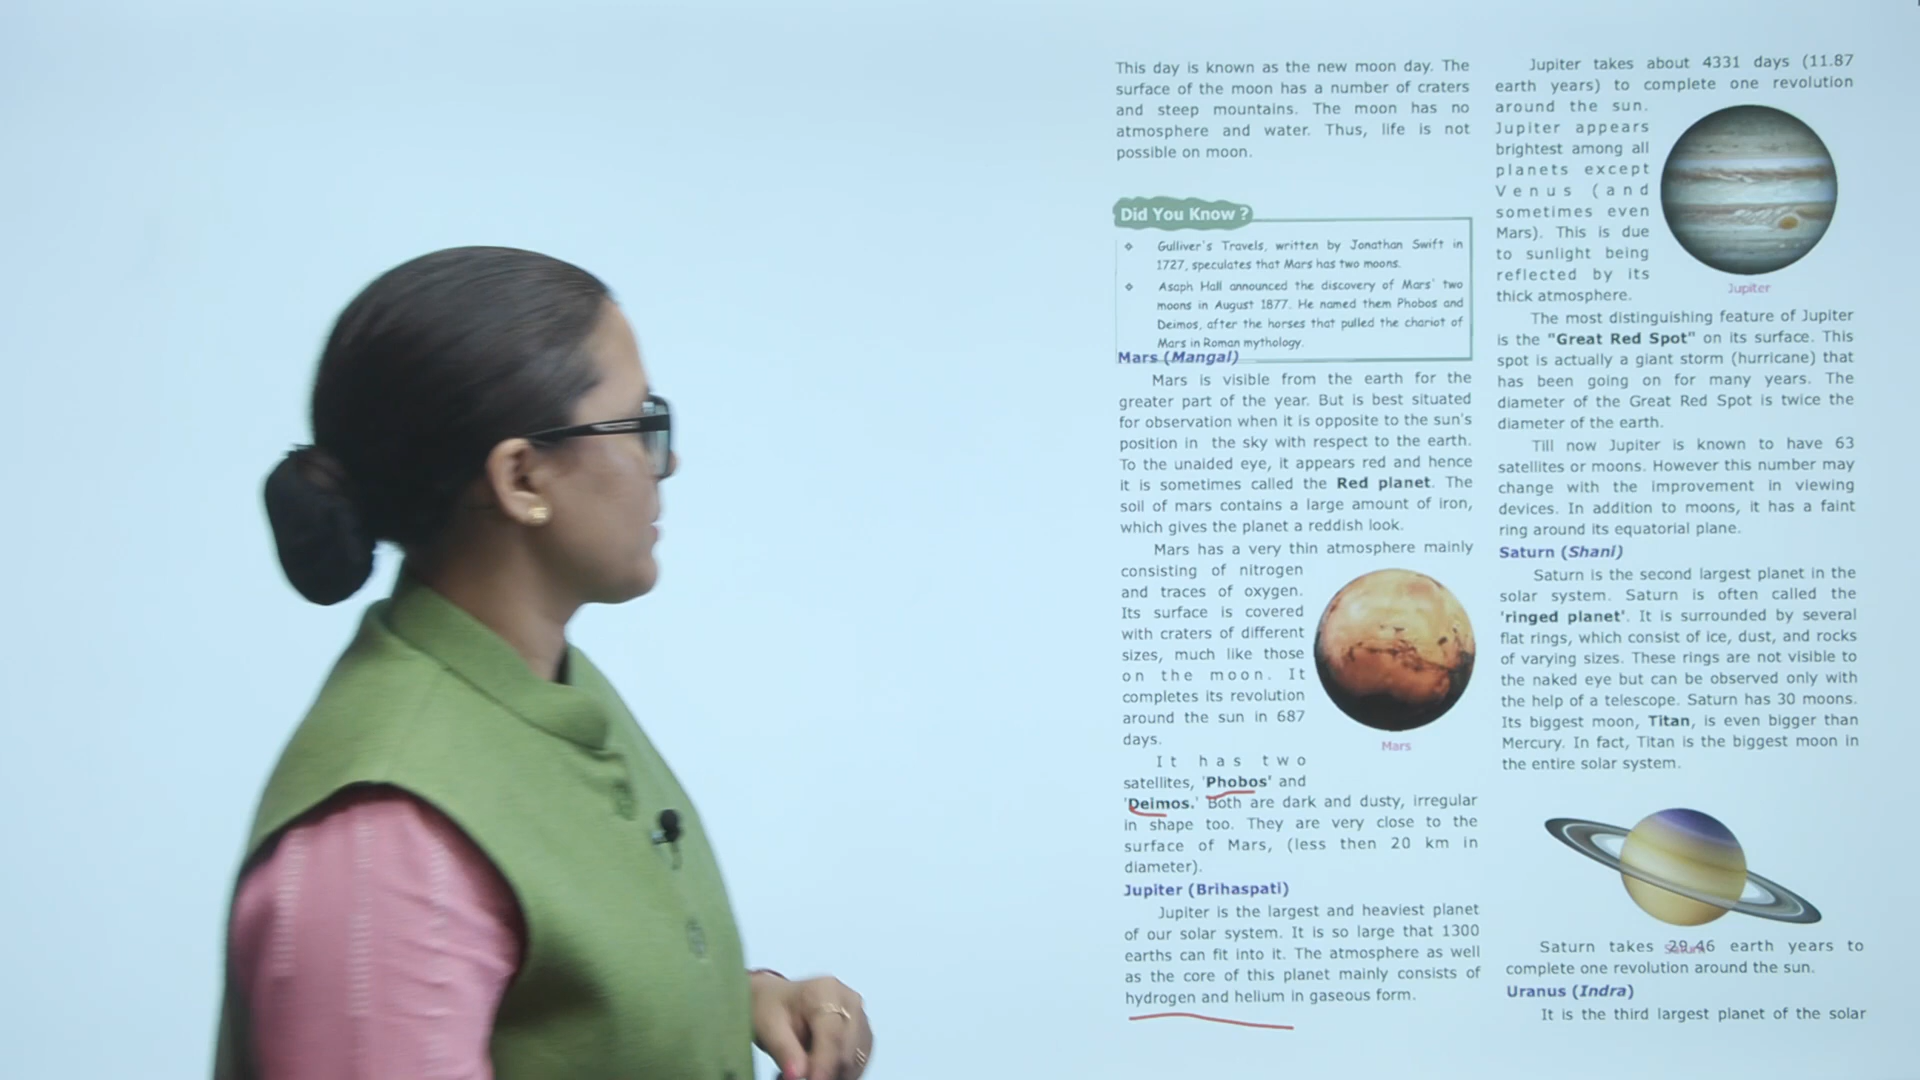 This day is known as the new moon day. The
surface of the moon has a number of craters
and steep mountains. The moon has no
atmosphere and water. Thus, life is not
possible on moon.
Did You Know ?
❖ Gulliver's Travels, written by Jonathan Swift in
1727, speculates that Mars has two moons.
❖ Asaph Hall announced the discovery of Mars' two
moons in August 1877. He named them Phobos and
Deimos, after the horses that pulled the chariot of
Mars in Roman mythology.
Mars (Mangal)
Mars is visible from the earth for the
greater part of the year. But is best situated
for observation when it is opposite to the sun's
position in the sky with respect to the earth.
To the unaided eye, it appears red and hence
it is sometimes called the Red planet. The
soil of mars contains a large amount of iron,
which gives the planet a reddish look.
Mars has a very thin atmosphere mainly
consisting of nitrogen
and traces of oxygen.
Its surface is covered
with craters of different
sizes, much like those
on the moon. It
completes its revolution
around the sun in 687
days.
Mars
It has two
satellites, 'Phobos' and
'Deimos.' Both are dark and dusty, irregular
in shape too. They are very close to the
surface of Mars, (less then 20 km in
diameter).
Jupiter (Brihaspati)
Jupiter is the largest and heaviest planet
of our solar system. It is so large that 1300
earths can fit into it. The atmosphere as well
as the core of this planet mainly consists of
hydrogen and helium in gaseous form.
Jupiter takes about 4331 days (11.87
earth years) to complete one revolution
around the sun.
Jupiter appears
brightest among all
planets except
Venus (and
sometimes even
Mars). This is due
to sunlight being
reflected by its
thick atmosphere.
Jupiter
The most distinguishing feature of Jupiter
is the "Great Red Spot" on its surface. This
spot is actually a giant storm (hurricane) that
has been going on for many years. The
diameter of the Great Red Spot is twice the
diameter of the earth.
Till now Jupiter is known to have 63
satellites or moons. However this number may
change with the improvement in viewing
devices. In addition to moons, it has a faint
ring around its equatorial plane.
Saturn (Shani)
Saturn is the second largest planet in the
solar system. Saturn is often called the
'ringed planet'. It is surrounded by several
flat rings, which consist of ice, dust, and rocks
of varying sizes. These rings are not visible to
the naked eye but can be observed only with
the help of a telescope. Saturn has 30 moons.
Its biggest moon, Titan, is even bigger than
Mercury. In fact, Titan is the biggest moon in
the entire solar system.
Saturn takes 29.46 earth years to
complete one revolution around the sun.
Uranus (Indra)
It is the third largest planet of the solar